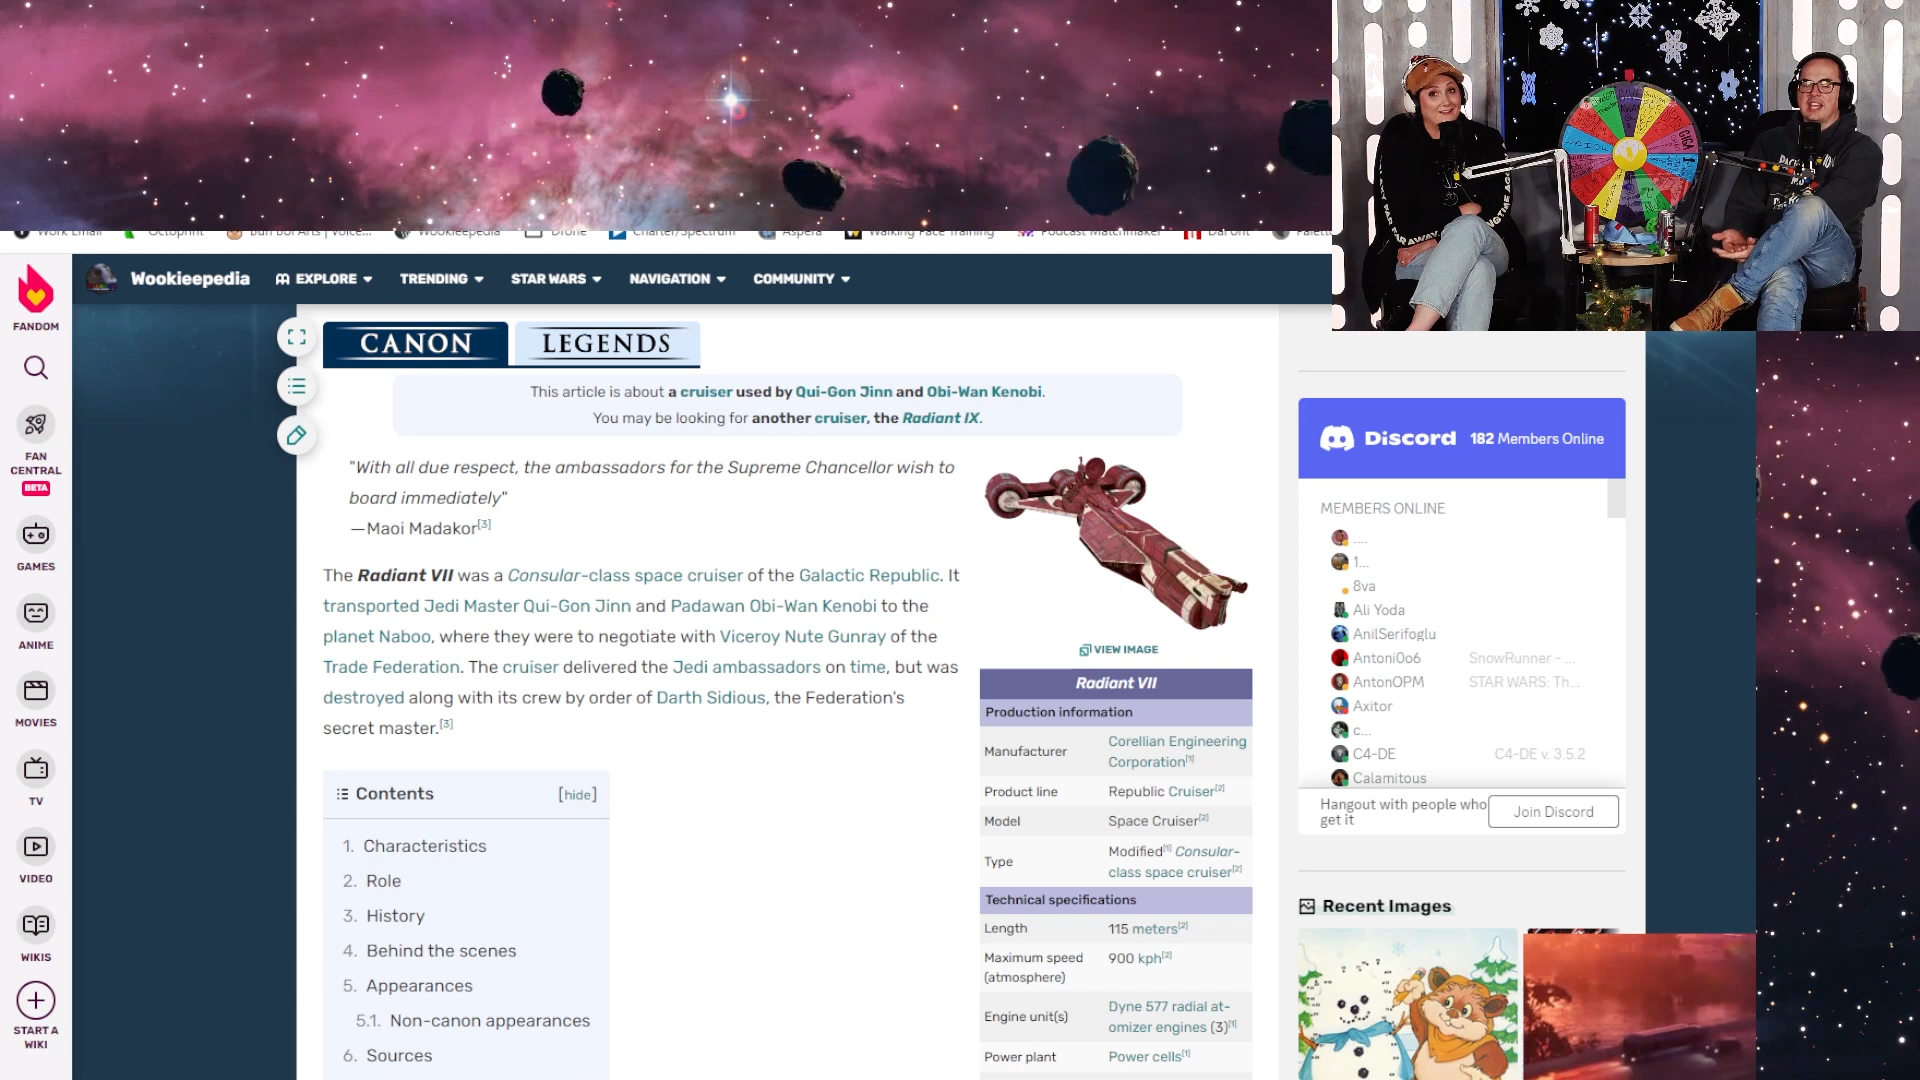 Wookieepedia
EXPLORE
TRENDING
STAR WARS
NAVIGATION
COMMUNITY
FANDOM
FAN
CENTRAL
BETA
GAMES
ANIME
MOVIES
TV
VIDEO
WIKIS
START A
WIKI
CANON
LEGENDS
This article is about a cruiser used by Qui-Gon Jinn and Obi-Wan Kenobi.
You may be looking for another cruiser, the Radiant IX.
"With all due respect, the ambassadors for the Supreme Chancellor wish to
board immediately"
—Maoi Madakor[3]
The Radiant VII was a Consular-class space cruiser of the Galactic Republic. It
transported Jedi Master Qui-Gon Jinn and Padawan Obi-Wan Kenobi to the
planet Naboo, where they were to negotiate with Viceroy Nute Gunray of the
Trade Federation. The cruiser delivered the Jedi ambassadors on time, but was
destroyed along with its crew by order of Darth Sidious, the Federation's
secret master.[3]
Contents [hide]
1. Characteristics
2. Role
3. History
4. Behind the scenes
5. Appearances
5.1. Non-canon appearances
6. Sources
VIEW IMAGE
Radiant VII
Production information
Manufacturer Corellian Engineering
Corporation[1]
Product line Republic Cruiser[2]
Model Space Cruiser[2]
Type Modified[1] Consular-
class space cruiser[2]
Technical specifications
Length 115 meters[2]
Maximum speed 900 kph[2]
(atmosphere)
Engine unit(s) Dyne 577 radial at-
omizer engines (3)[1]
Power plant Power cells[1]
Discord 182 Members Online
MEMBERS ONLINE
....
1...
8va
Ali Yoda
AnilSerifoglu
Antoni0o6 SnowRunner - ...
AntonOPM STAR WARS: Th...
Axitor
c...
C4-DE C4-DE v. 3.5.2
Calamitous
Hangout with people who
get it
Join Discord
Recent Images